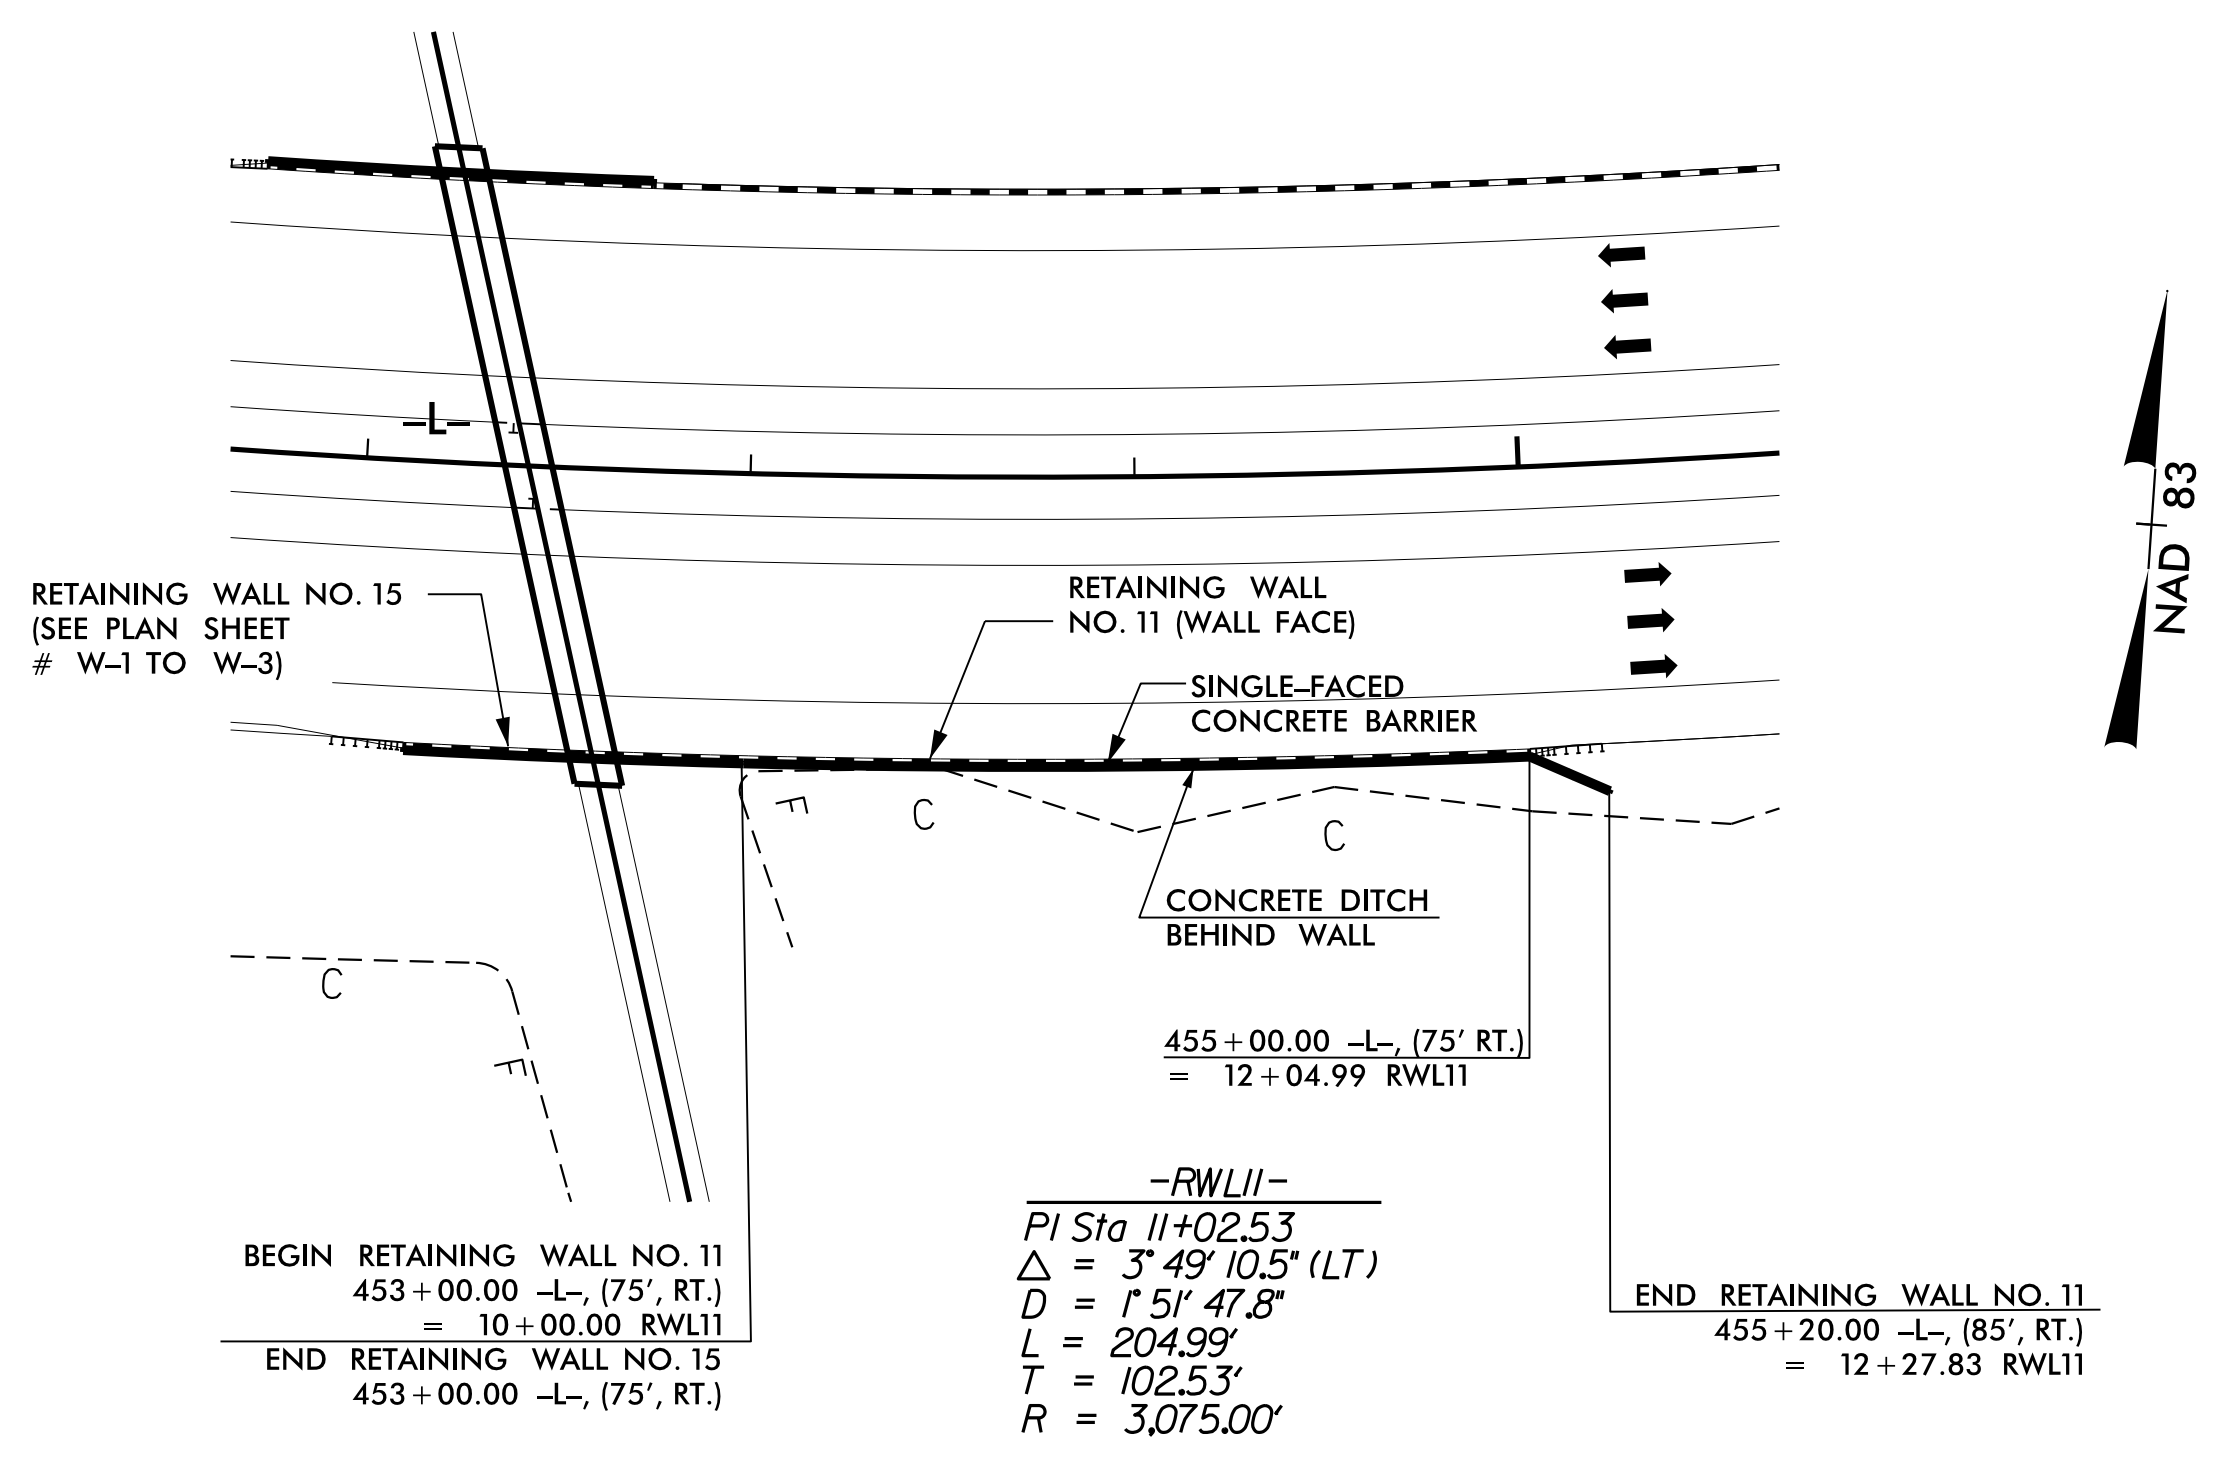 –L–
NAD 83
RETAINING WALL NO. 15
(SEE PLAN SHEET
# W–1 TO W–3)
RETAINING WALL
NO. 11 (WALL FACE)
SINGLE–FACED
CONCRETE BARRIER
F
C
C
CONCRETE DITCH
BEHIND WALL
C
F
455+00.00 –L–, (75' RT.)
= 12+04.99 RWL11
BEGIN RETAINING WALL NO. 11
453+00.00 –L–, (75', RT.)
= 10+00.00 RWL11
END RETAINING WALL NO. 15
453+00.00 –L–, (75', RT.)
-RWL11-
PI Sta 11+02.53
△ = 3° 49' 10.5" (LT)
D = 1° 51' 47.8"
L = 204.99'
T = 102.53'
R = 3,075.00'
END RETAINING WALL NO. 11
455+20.00 –L–, (85', RT.)
= 12+27.83 RWL11